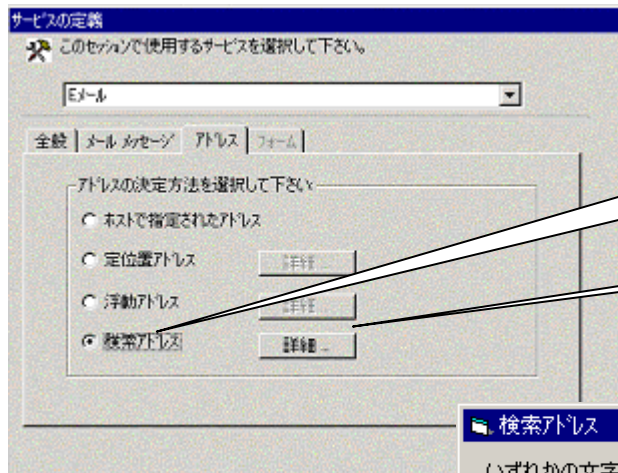 サービスの定義
このセッションで使用するサービスを選択して下さい。
Eメール
全般 メール メッセージ アドレス フォーム
アドレスの決定方法を選択して下さい
ホストで指定されたアドレス
定位置アドレス 詳細...
浮動アドレス 詳細...
検索アドレス 詳細...
検索アドレス
いずれかの文字